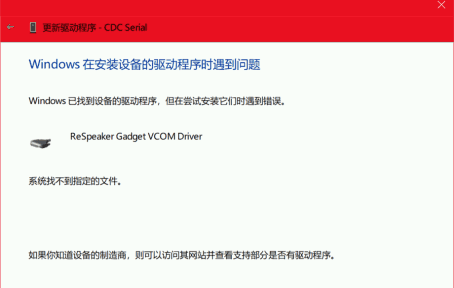 更新驱动程序 - CDC Serial
Windows 在安装设备的驱动程序时遇到问题
Windows 已找到设备的驱动程序，但在尝试安装它们时遇到错误。
ReSpeaker Gadget VCOM Driver
系统找不到指定的文件。
如果你知道设备的制造商，则可以访问其网站并查看支持部分是否有驱动程序。